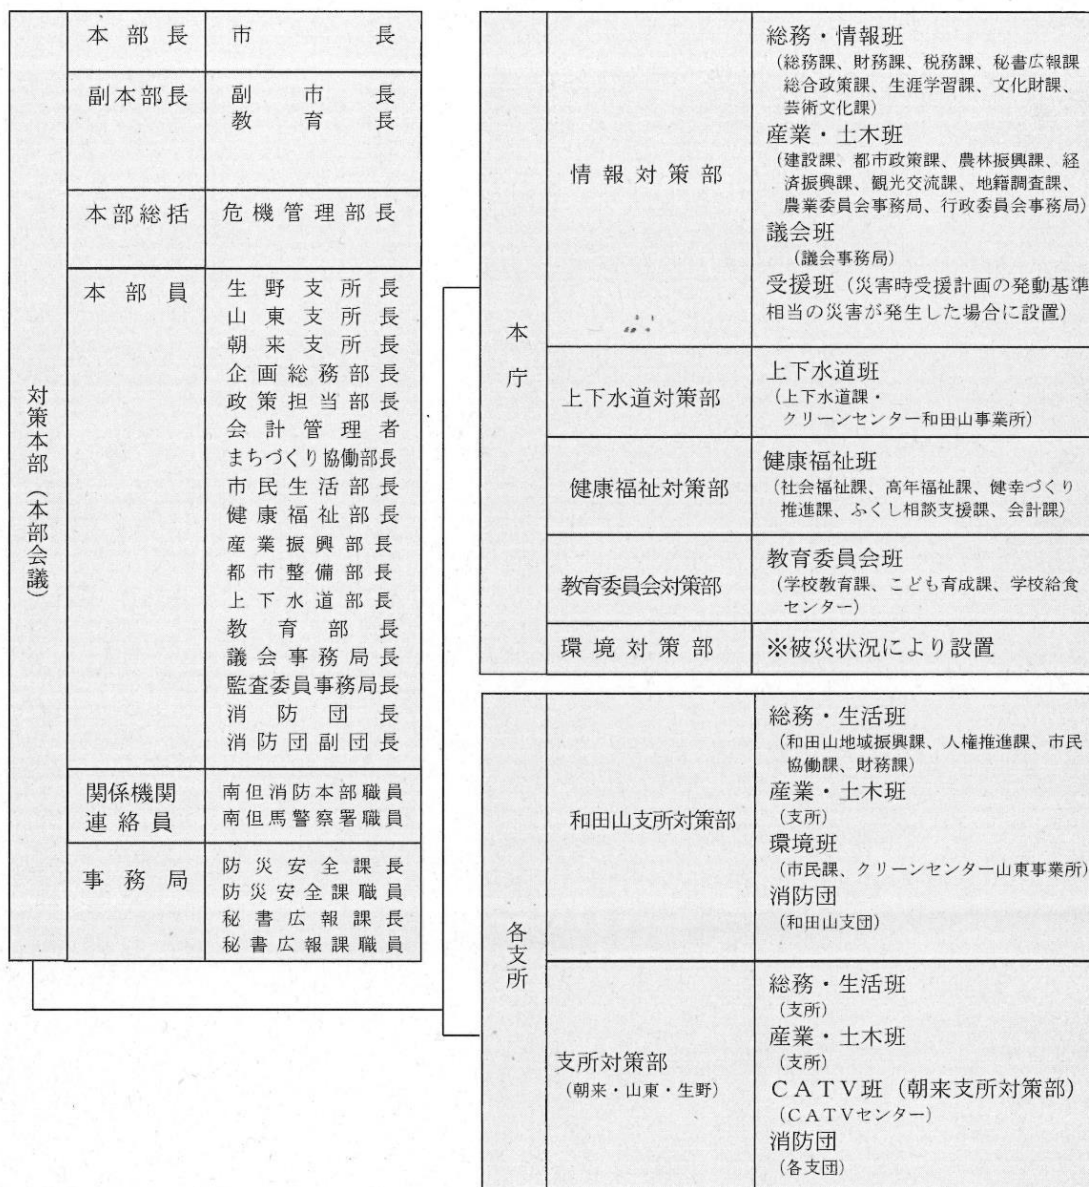 対策本部（本部会議）
本部長 市長
副本部長 副市長
教育長
本部総括 危機管理部長
本部員 生野支所長
山東支所長
朝来支所長
企画総務部長
政策担当部長
会計管理者
まちづくり協働部長
市民生活部長
健康福祉部長
産業振興部長
都市整備部長
上下水道部長
教育部長
議会事務局長
監査委員事務局長
消防団長
消防団副団長
関係機関 南但消防本部職員
連絡員 南但馬警察署職員
事務局 防災安全課長
防災安全課職員
秘書広報課長
秘書広報課職員
本庁
情報対策部
総務・情報班
（総務課、財務課、税務課、秘書広報課
総合政策課、生涯学習課、文化財課、
芸術文化課）
産業・土木班
（建設課、都市政策課、農林振興課、経
済振興課、観光交流課、地籍調査課、
農業委員会事務局、行政委員会事務局）
議会班
（議会事務局）
受援班（災害時受援計画の発動基準
相当の災害が発生した場合に設置）
上下水道対策部
上下水道班
（上下水道課・
クリーンセンター和田山事業所）
健康福祉対策部
健康福祉班
（社会福祉課、高年福祉課、健幸づくり
推進課、ふくし相談支援課、会計課）
教育委員会対策部
教育委員会班
（学校教育課、こども育成課、学校給食
センター）
環境対策部 ※被災状況により設置
各支所
和田山支所対策部
総務・生活班
（和田山地域振興課、人権推進課、市民
協働課、財務課）
産業・土木班
（支所）
環境班
（市民課、クリーンセンター山東事業所）
消防団
（和田山支団）
支所対策部
（朝来・山東・生野）
総務・生活班
（支所）
産業・土木班
（支所）
ＣＡＴＶ班（朝来支所対策部）
（ＣＡＴＶセンター）
消防団
（各支団）